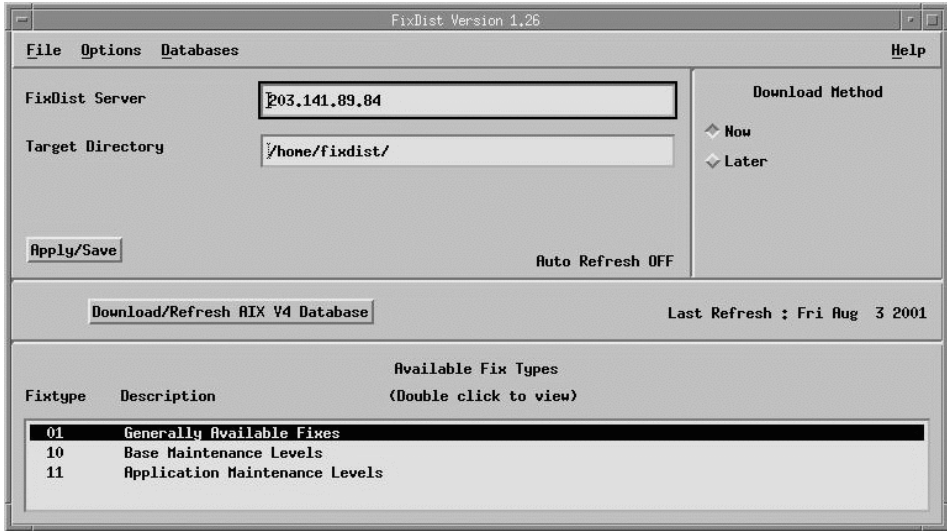 FixDist Version 1.26
File Options Databases Help
FixDist Server 203.141.89.84
Target Directory /home/fixdist/
Download Method
Now
Later
Apply/Save
Auto Refresh OFF
Download/Refresh AIX V4 Database
Last Refresh : Fri Aug 3 2001
Available Fix Types
Fixtype Description (Double click to view)
01 Generally Available Fixes
10 Base Maintenance Levels
11 Application Maintenance Levels